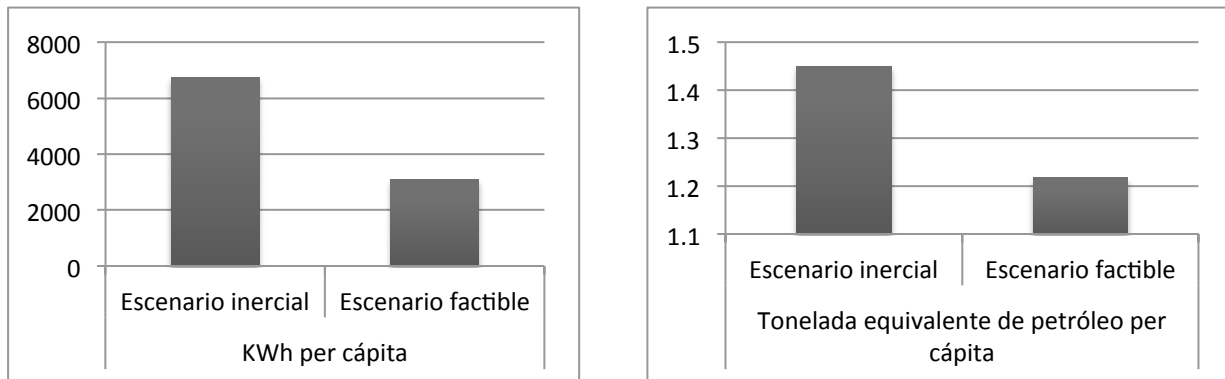 8000
6000
4000
2000
0
Escenario inercial Escenario factible
KWh per cápita
1.5
1.4
1.3
1.2
1.1
Escenario inercial Escenario factible
Tonelada equivalente de petróleo per
cápita